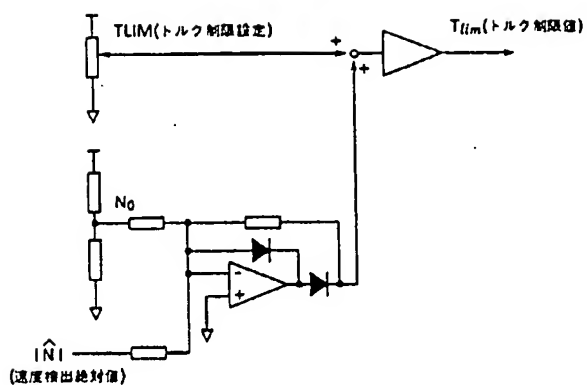 TLIM(トルク制限設定)
+
+
Tlim(トルク制限値)
N₀
-
+
|N̂|
(速度検出絶対値)